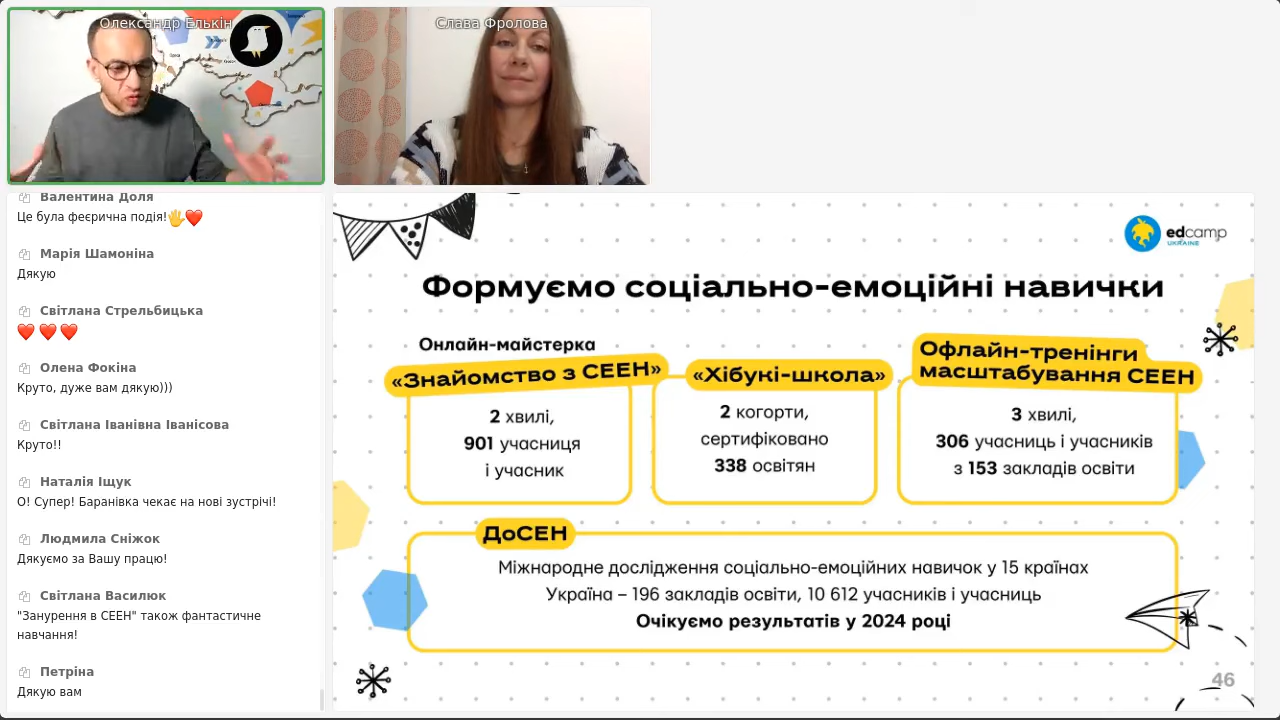 Олександр Елькін
Слава Фролова
Валентина Доля
Це була феєрична подія!🖐❤️
Марія Шамоніна
Дякую
Світлана Стрельбицька
❤️ ❤️ ❤️
Олена Фокіна
Круто, дуже вам дякую)))
Світлана Іванівна Іванісова
Круто!!
Наталія Іщук
О! Супер! Баранівка чекає на нові зустрічі!
Людмила Сніжок
Дякуємо за Вашу працю!
Світлана Василюк
"Занурення в СЕЕН" також фантастичне
навчання!
Петріна
Дякую вам
edcamp
UKRAINE
Формуємо соціально-емоційні навички
Онлайн-майстерка
«Знайомство з СЕЕН»
2 хвилі,
901 учасниця
і учасник
«Хібукі-школа»
2 когорти,
сертифіковано
338 освітян
Офлайн-тренінги
масштабування СЕЕН
3 хвилі,
306 учасниць і учасників
з 153 закладів освіти
ДоСЕН
Міжнародне дослідження соціально-емоційних навичок у 15 країнах
Україна – 196 закладів освіти, 10 612 учасників і учасниць
Очікуємо результатів у 2024 році
46